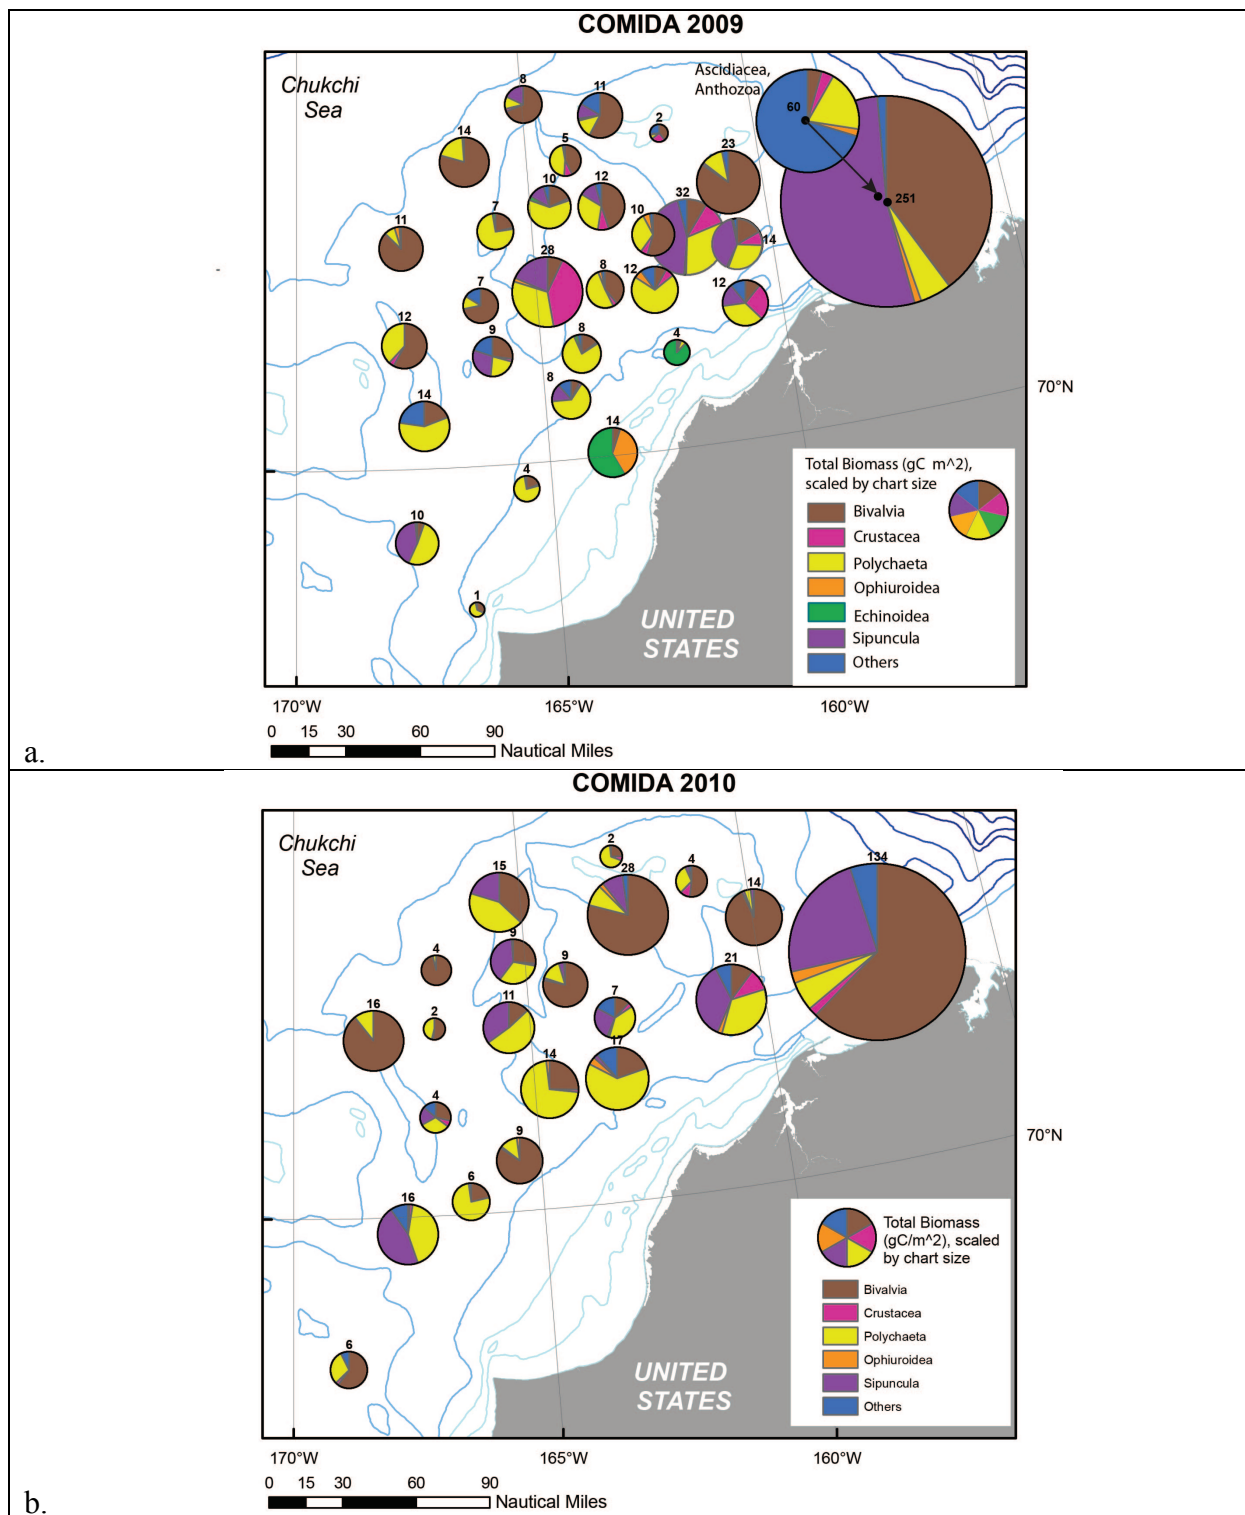 COMIDA 2009
Chukchi
Sea
Ascidiacea,
Anthozoa
8
11
2
60
14
5
23
251
10
12
32
7
10
14
11
28
8
12
12
7
12
9
8
4
8
14
14
4
10
1
70°N
Total Biomass (gC m^2),
scaled by chart size
Bivalvia
Crustacea
Polychaeta
Ophiuroidea
Echinoidea
Sipuncula
Others
UNITED
STATES
170°W
165°W
160°W
0 15 30 60 90
Nautical Miles
a.
COMIDA 2010
Chukchi
Sea
2
134
28
4
15
14
9
4
9
21
11
7
16
2
17
14
4
9
6
16
6
70°N
Total Biomass
(gC/m^2), scaled
by chart size
Bivalvia
Crustacea
Polychaeta
Ophiuroidea
Sipuncula
Others
UNITED
STATES
170°W
165°W
160°W
0 15 30 60 90
Nautical Miles
b.